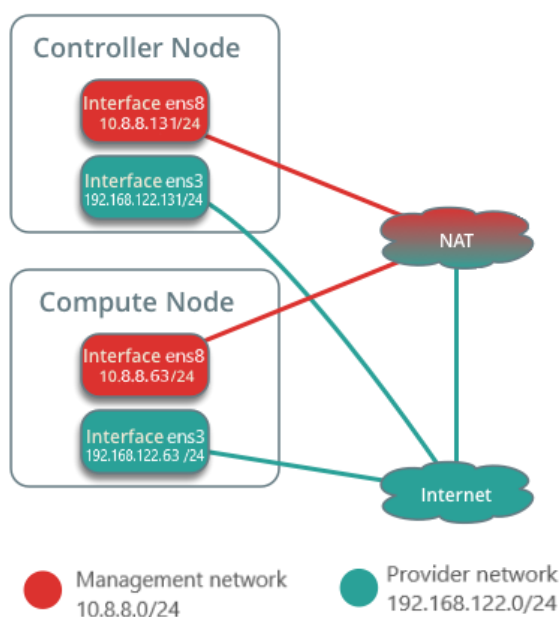 Controller Node
Interface ens8
10.8.8.131/24
Interface ens3
192.168.122.131/24
NAT
Compute Node
Interface ens8
10.8.8.63/24
Interface ens3
192.168.122.63 /24
Internet
Management network
10.8.8.0/24
Provider network
192.168.122.0/24